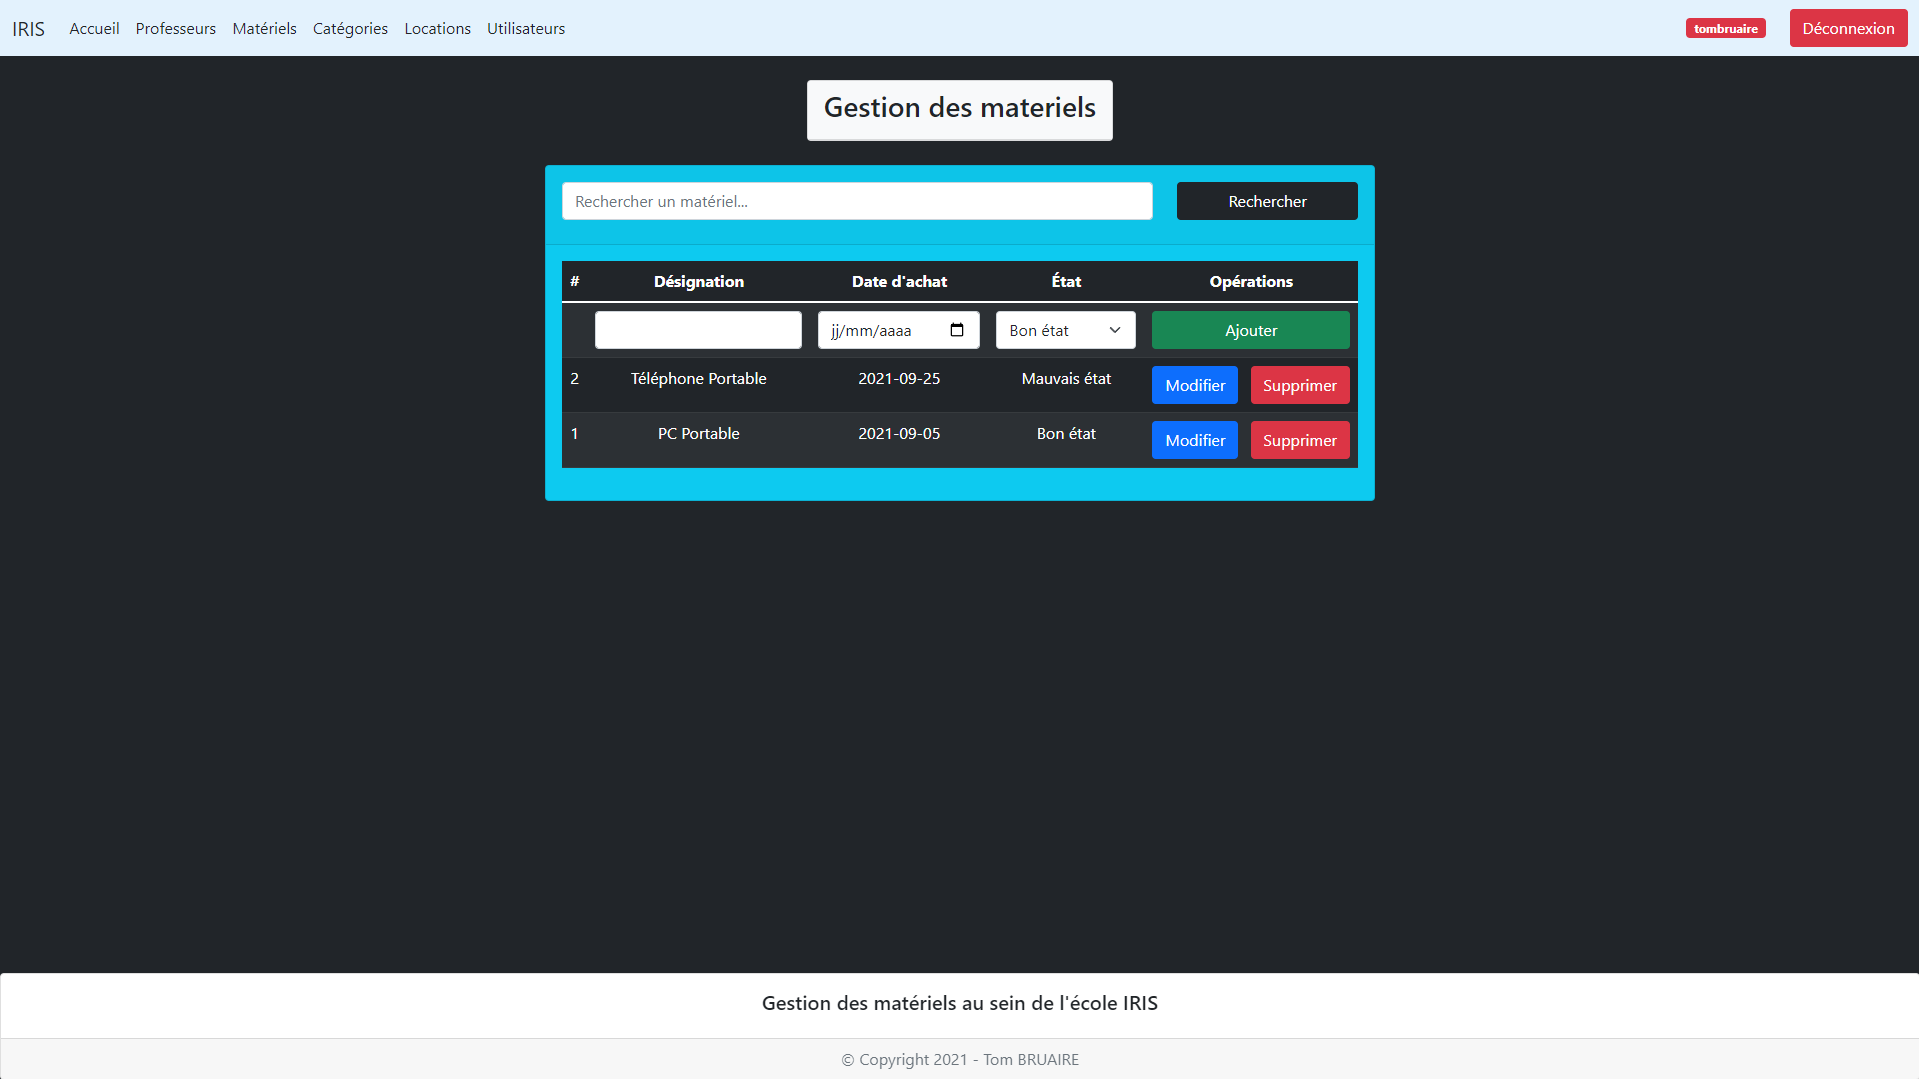 IRIS Accueil Professeurs Matériels Catégories Locations Utilisateurs tombruaire Déconnexion
Gestion des materiels
Rechercher un matériel... Rechercher
# Désignation Date d'achat État Opérations
jj/mm/aaaa Bon état Ajouter
2 Téléphone Portable 2021-09-25 Mauvais état Modifier Supprimer
1 PC Portable 2021-09-05 Bon état Modifier Supprimer
Gestion des matériels au sein de l'école IRIS
© Copyright 2021 - Tom BRUAIRE